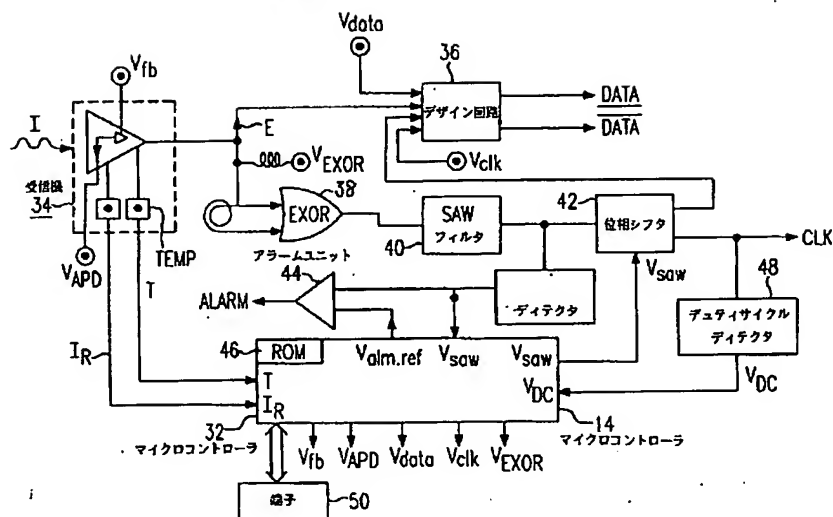 Vdata
36
Vfb
デザイン回路
DATA
DATA
I
E
VEXOR
Vclk
受信機
34
38
EXOR
SAW
フィルタ
40
42
位相シフタ
CLK
TEMP
アラームユニット
VAPD
44
Vsaw
48
T
ALARM
ディテクタ
デュティサイクル
ディテクタ
IR
46
ROM
Valm.ref
Vsaw
Vsaw
VDC
T
VDC
IR
32
14
マイクロコントローラ
マイクロコントローラ
Vfb
VAPD
Vdata
Vclk
VEXOR
端子
50